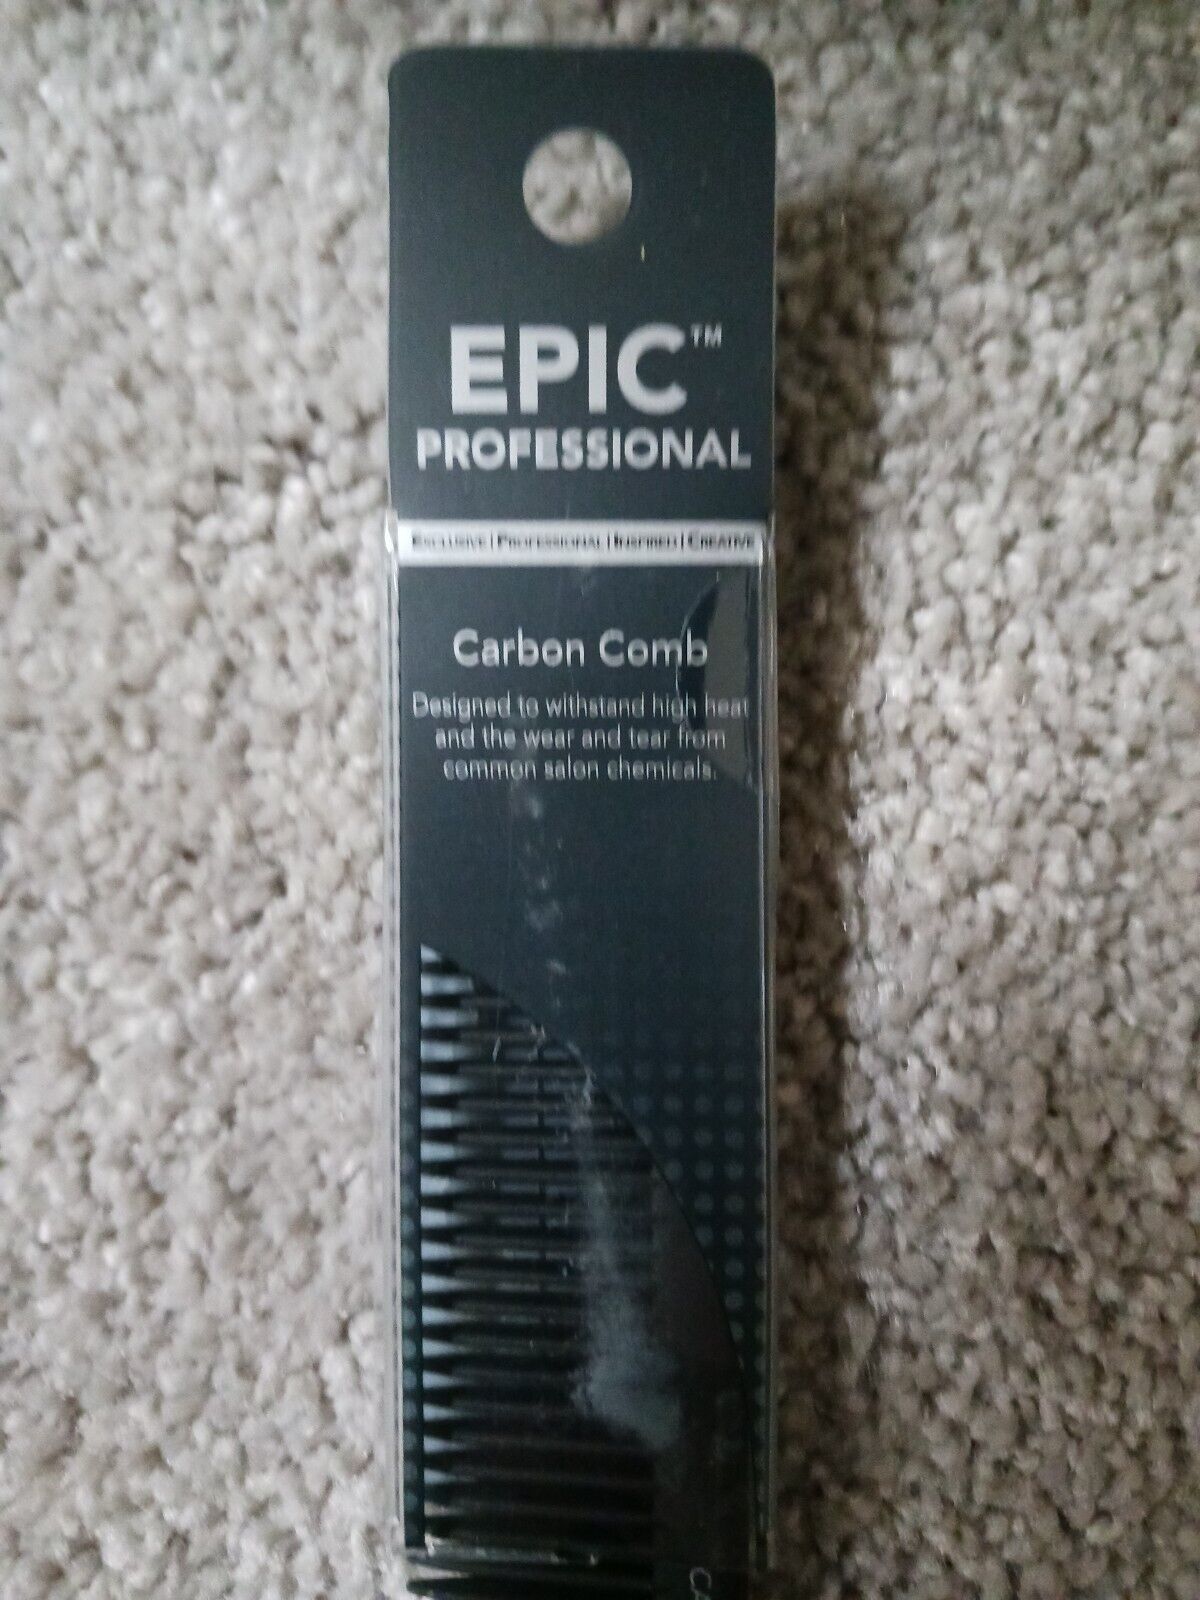 EPIC™
PROFESSIONAL
EXCLUSIVE | PROFESSIONAL | INSPIRED | CREATIVE
Carbon Comb
Designed to withstand high heat
and the wear and tear from
common salon chemicals.